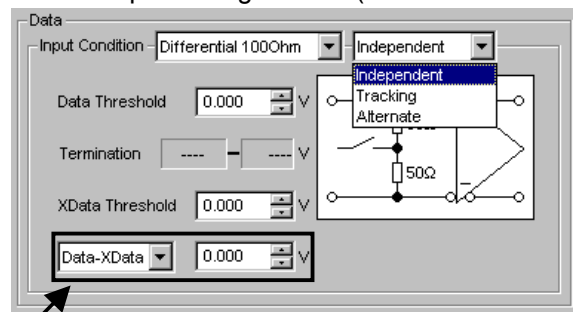 Data
Input Condition Differential 100Ohm Independent
Independent
Tracking
Alternate
Data Threshold 0.000 V
Termination ---- - ---- V
50Ω
XData Threshold 0.000 V
Data-XData 0.000 V